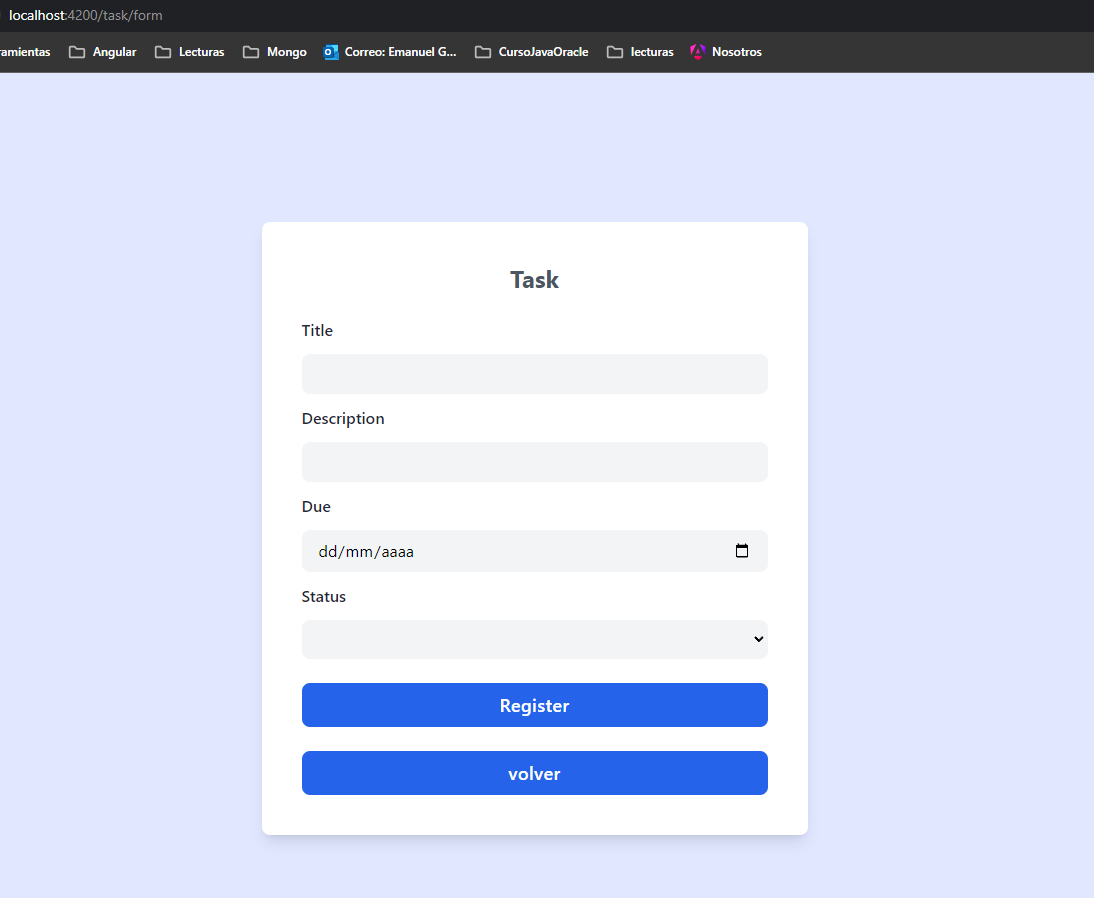 localhost:4200/task/form
ramientas Angular Lecturas Mongo Correo: Emanuel G... CursoJavaOracle lecturas Nosotros
Task
Title
Description
Due
dd/mm/aaaa
Status
Register
volver